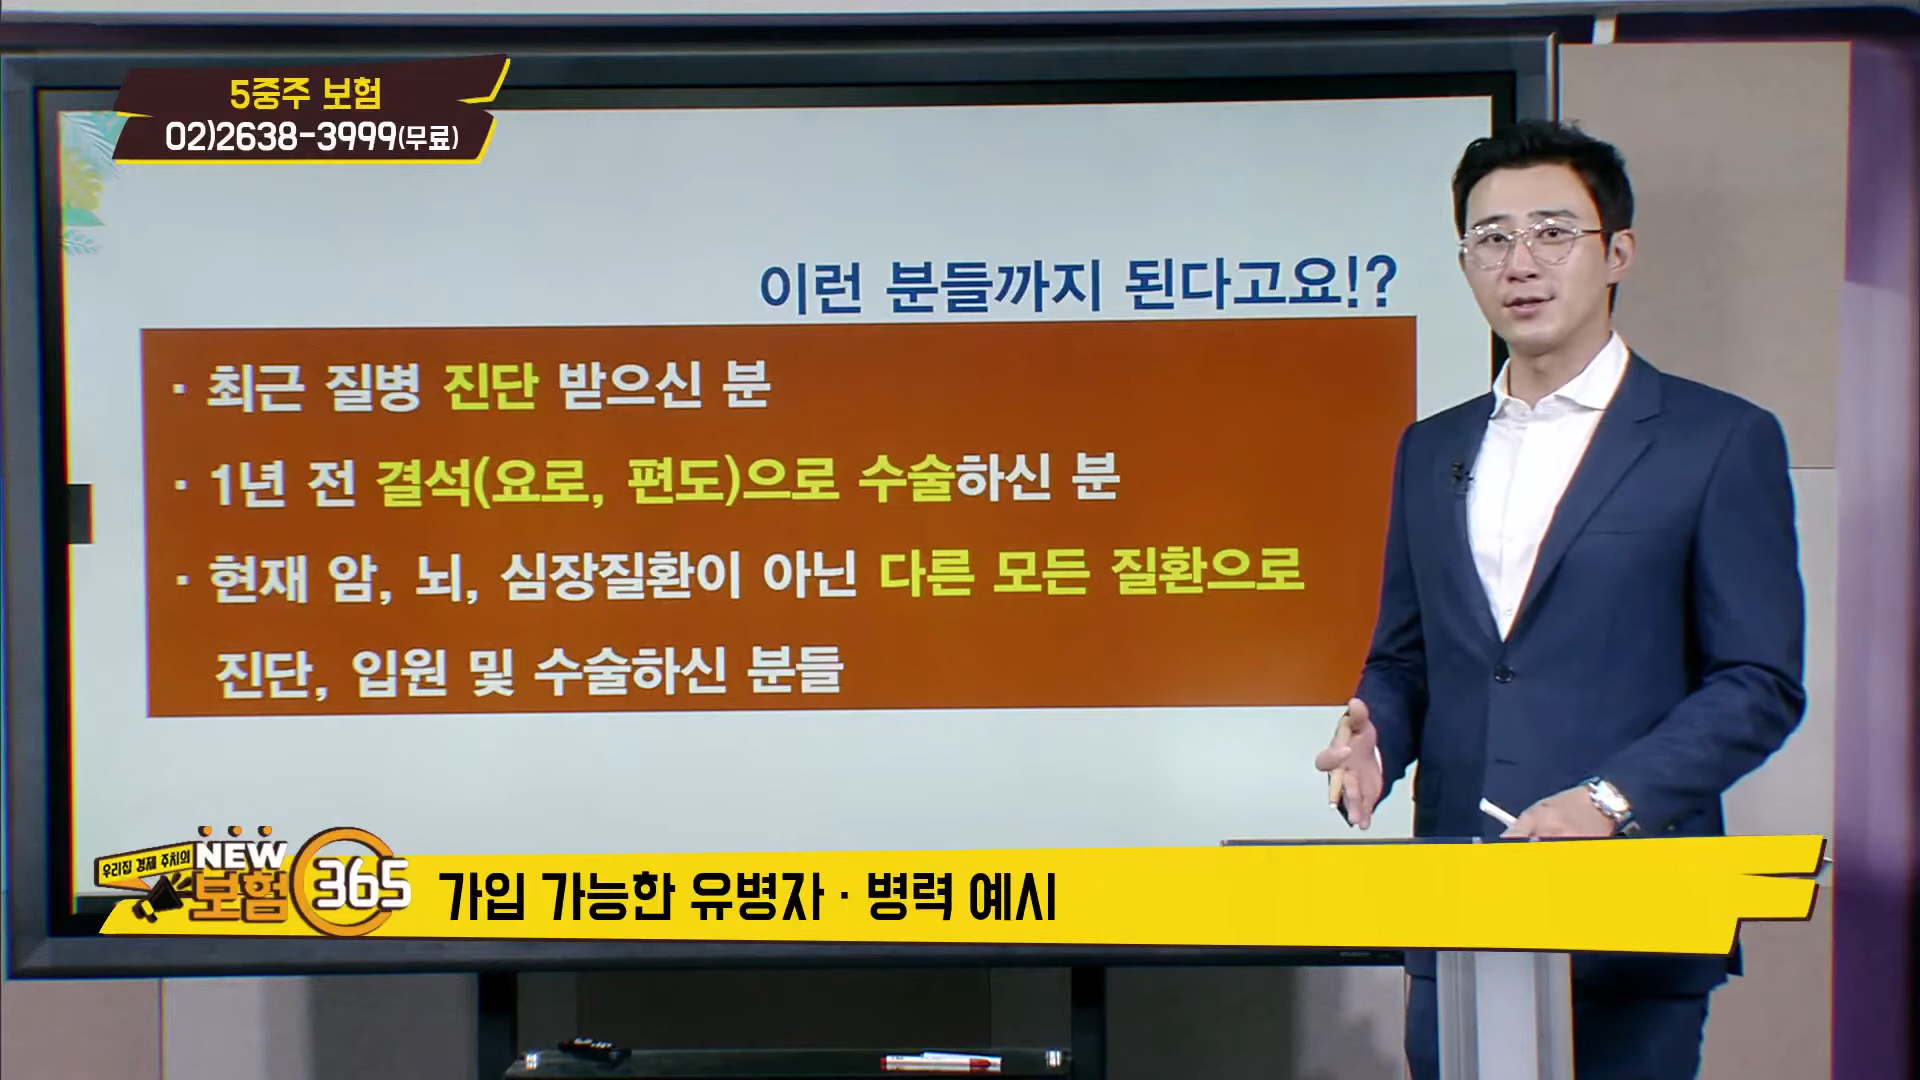 5중주 보험
02)2638-3999(무료)
이런 분들까지 된다고요!?
· 최근 질병 진단 받으신 분
· 1년 전 결석(요로, 편도)으로 수술하신 분
· 현재 암, 뇌, 심장질환이 아닌 다른 모든 질환으로
진단, 입원 및 수술하신 분들
우리집 경제 주치의
NEW
보험 365
가입 가능한 유병자 · 병력 예시